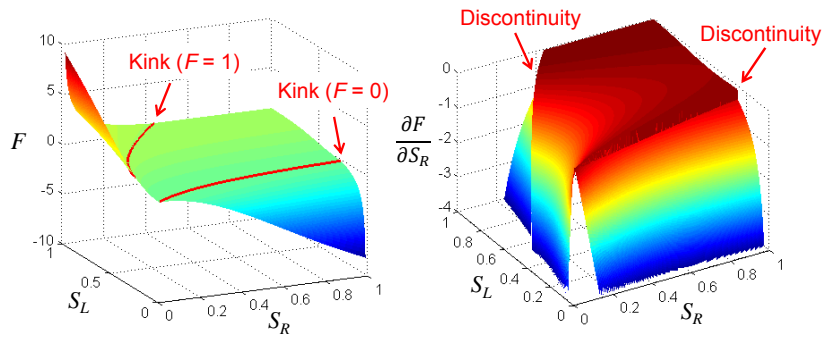 Discontinuity
Discontinuity
Kink (F = 1)
Kink (F = 0)
10
5
0
-5
-10
F
1
0.5
0
S_L
0
0.2
0.4
0.6
0.8
1
S_R
0
-1
-2
-3
-4
∂F
∂S_R
1
0.8
0.6
0.4
0.2
0
S_L
0
0.2
0.4
0.6
0.8
1
S_R